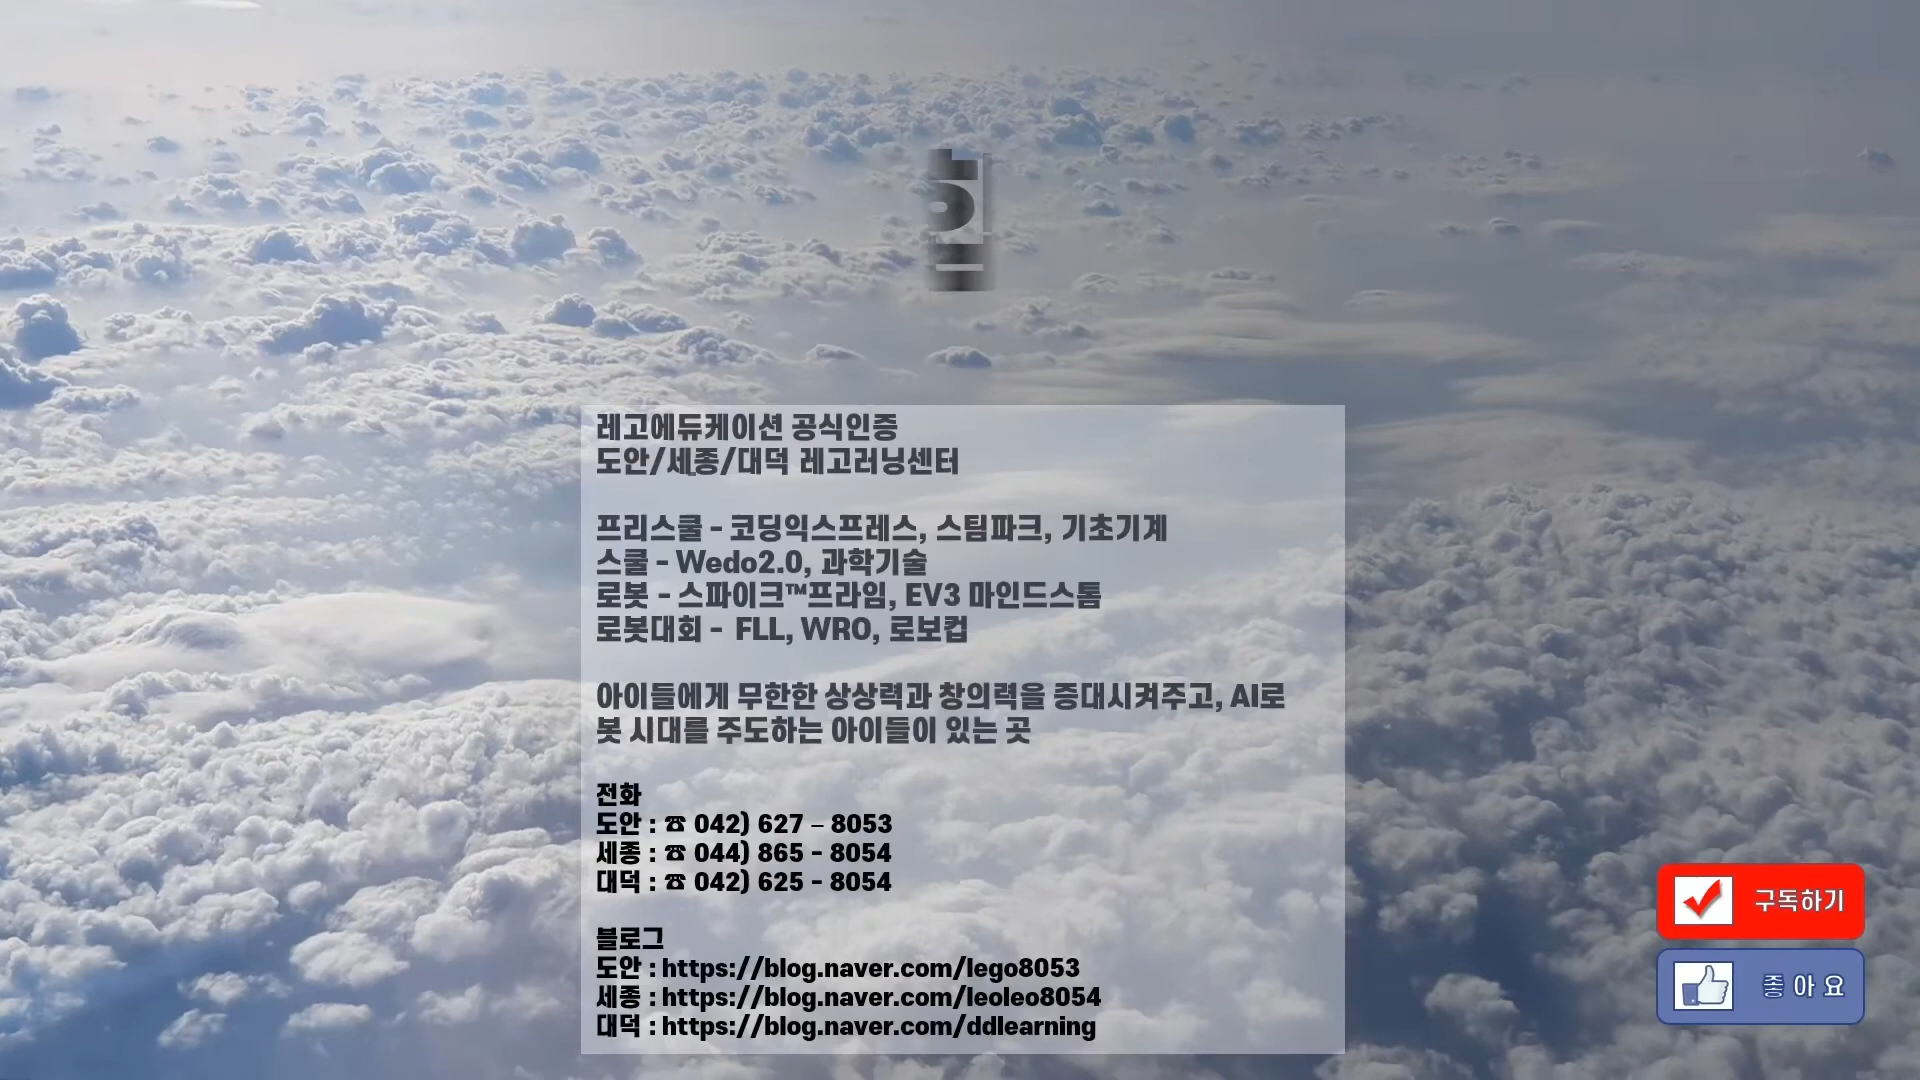 레고에듀케이션 공식인증
도안/세종/대덕 레고러닝센터
프리스쿨 - 코딩익스프레스, 스팀파크, 기초기계
스쿨 - Wedo2.0, 과학기술
로봇 - 스파이크™프라임, EV3 마인드스톰
로봇대회 - FLL, WRO, 로보컵
아이들에게 무한한 상상력과 창의력을 증대시켜주고, AI로
봇 시대를 주도하는 아이들이 있는 곳
전화
도안 : ☎ 042) 627 – 8053
세종 : ☎ 044) 865 - 8054
대덕 : ☎ 042) 625 - 8054
블로그
도안 : https://blog.naver.com/lego8053
세종 : https://blog.naver.com/leoleo8054
대덕 : https://blog.naver.com/ddlearning
구독하기
좋아요